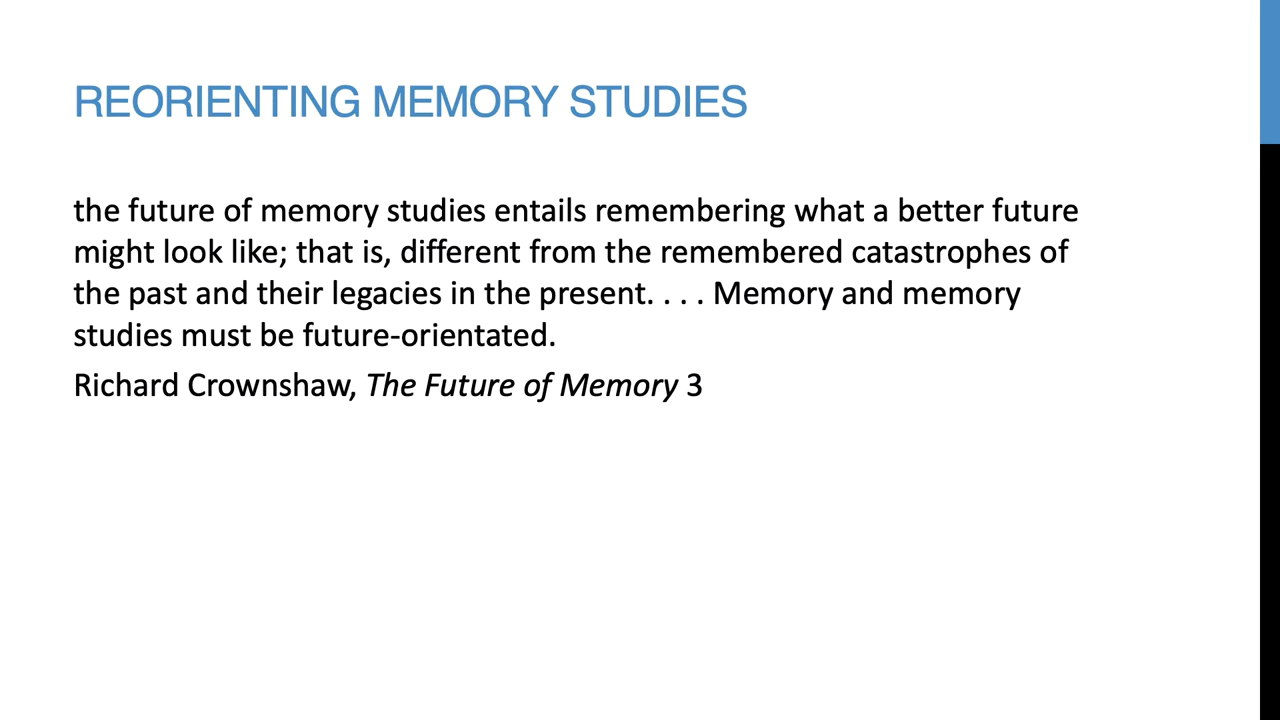 REORIENTING MEMORY STUDIES
the future of memory studies entails remembering what a better future
might look like; that is, different from the remembered catastrophes of
the past and their legacies in the present. . . . Memory and memory
studies must be future-orientated.
Richard Crownshaw, The Future of Memory 3